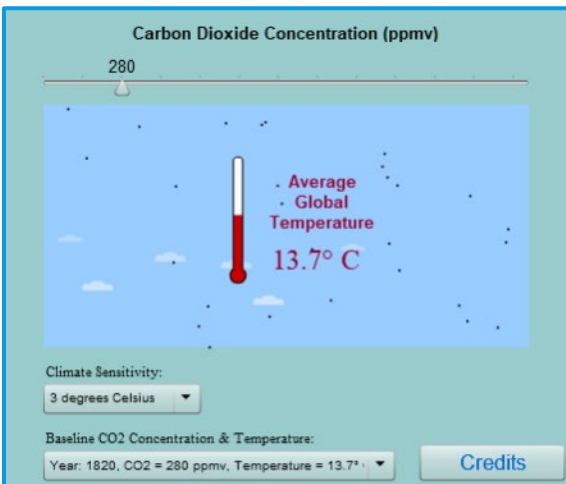 Carbon Dioxide Concentration (ppmv)
280
Average
Global
Temperature
13.7° C
Climate Sensitivity:
3 degrees Celsius
Baseline CO2 Concentration & Temperature:
Year: 1820, CO2 = 280 ppmv, Temperature = 13.7°
Credits